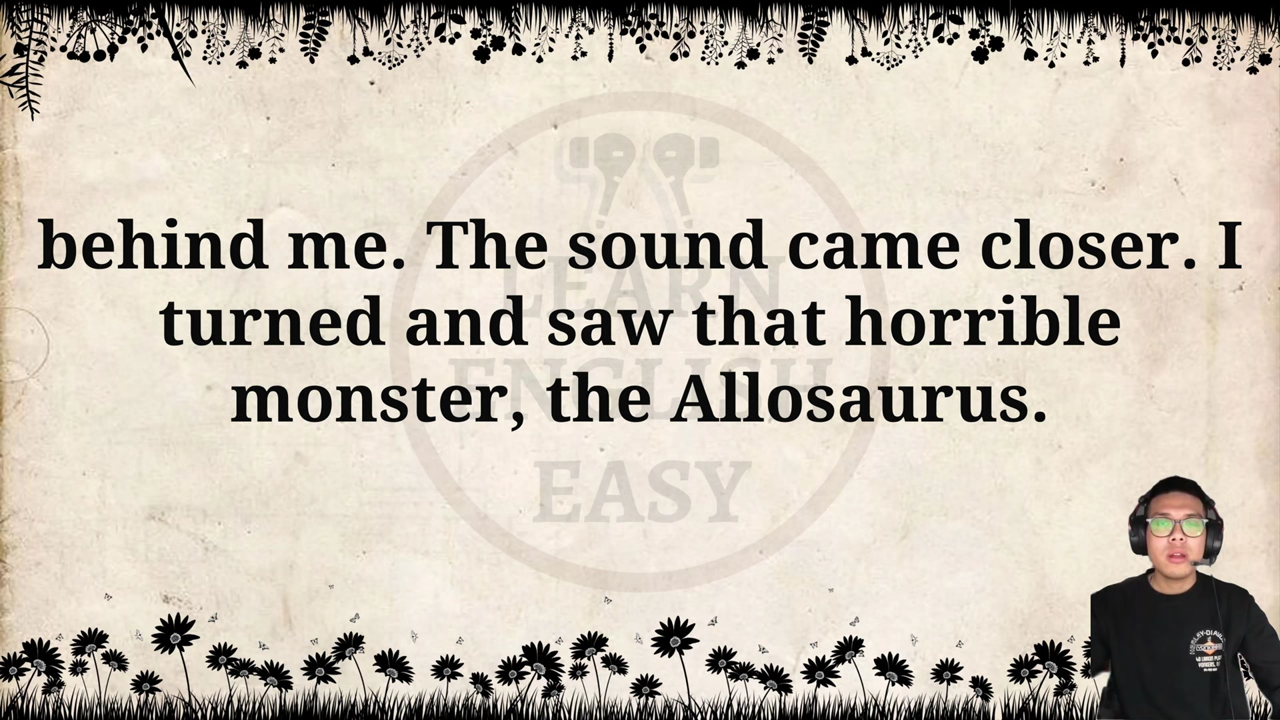 behind me. The sound came closer. I
turned and saw that horrible
monster, the Allosaurus.
LEARN
ENGLISH
EASY